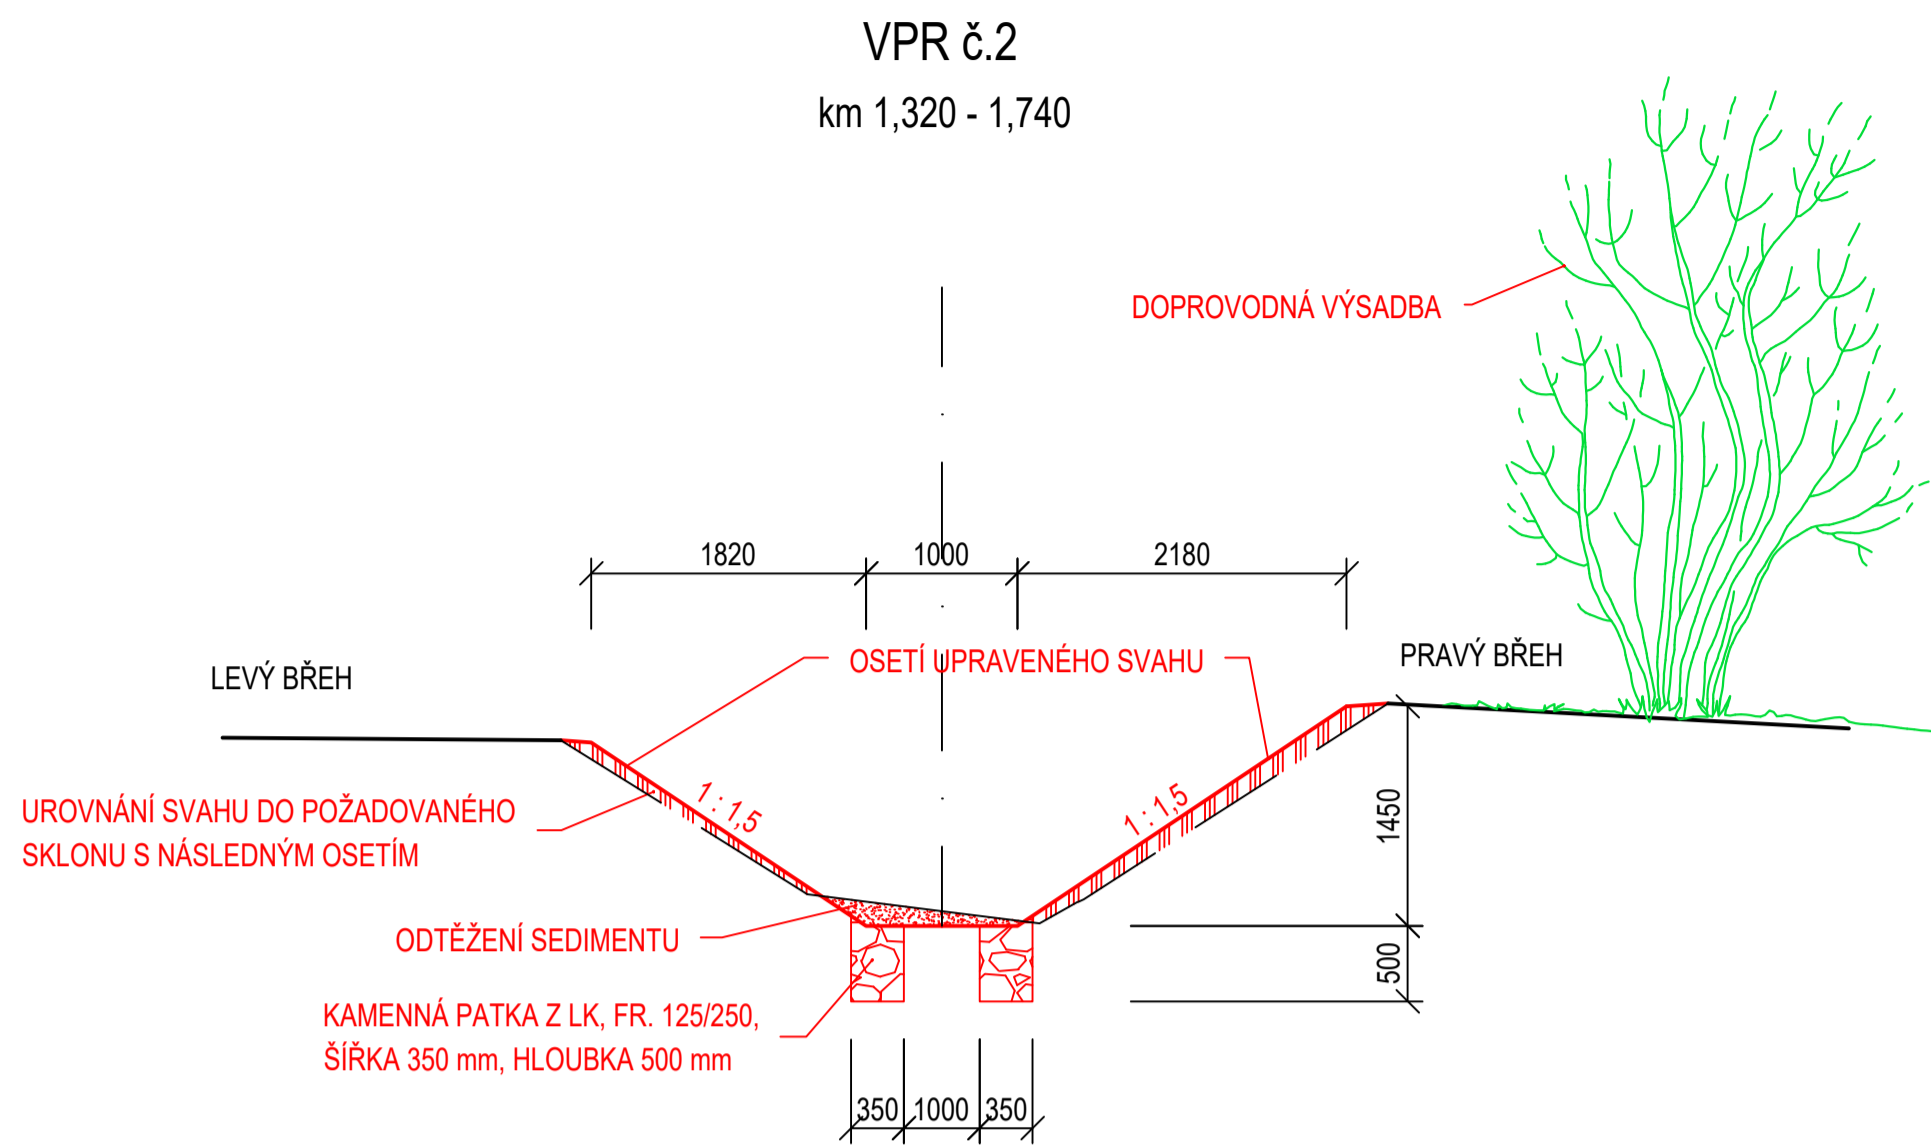 VPR č.2
km 1,320 - 1,740
DOPROVODNÁ VÝSADBA
1820
1000
2180
LEVÝ BŘEH
OSETÍ UPRAVENÉHO SVAHU
PRAVÝ BŘEH
UROVNÁNÍ SVAHU DO POŽADOVANÉHO
SKLONU S NÁSLEDNÝM OSETÍM
1 : 1,5
1 : 1,5
1450
ODTĚŽENÍ SEDIMENTU
500
KAMENNÁ PATKA Z LK, FR. 125/250,
ŠÍŘKA 350 mm, HLOUBKA 500 mm
350
1000
350